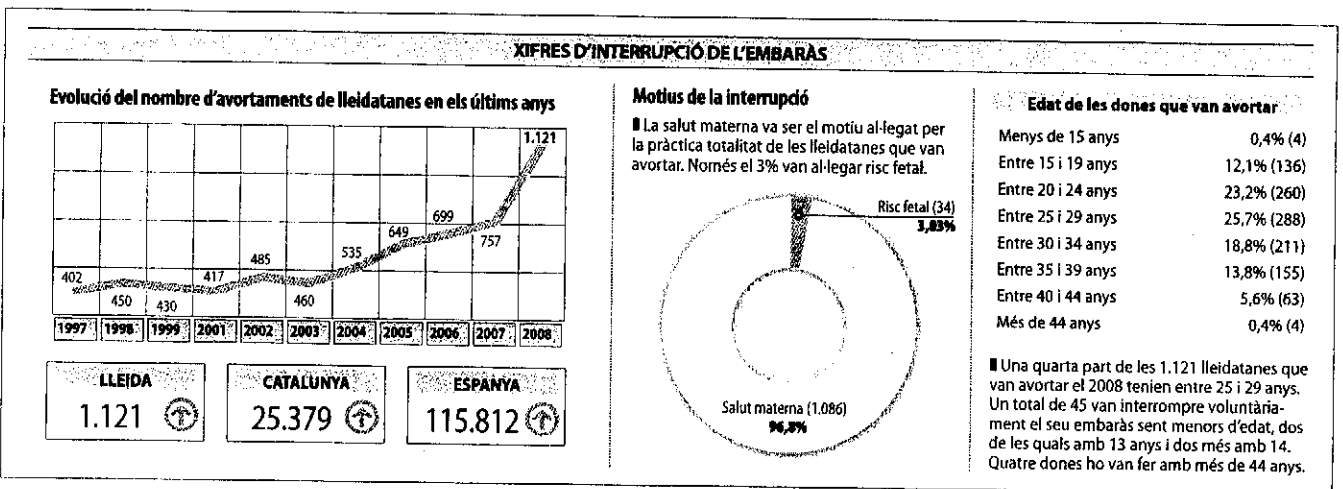 XIFRES D'INTERRUPCIÓ DE L'EMBARÀS
Evolució del nombre d'avortaments de lleidatanes en els últims anys
1.121
699
649
757
535
485
417
402
460
450
430
1997 1998 1999 2001 2002 2003 2004 2005 2006 2007 2008
LLEIDA
1.121
CATALUNYA
25.379
ESPANYA
115.812
Motius de la interrupció
La salut materna va ser el motiu al·legat per
la pràctica totalitat de les lleidatanes que van
avortar. Només el 3% van al·legar risc fetal.
Risc fetal (34)
3,03%
Salut materna (1.086)
96,8%
Edat de les dones que van avortar
Menys de 15 anys 0,4% (4)
Entre 15 i 19 anys 12,1% (136)
Entre 20 i 24 anys 23,2% (260)
Entre 25 i 29 anys 25,7% (288)
Entre 30 i 34 anys 18,8% (211)
Entre 35 i 39 anys 13,8% (155)
Entre 40 i 44 anys 5,6% (63)
Més de 44 anys 0,4% (4)
Una quarta part de les 1.121 lleidatanes que
van avortar el 2008 tenien entre 25 i 29 anys.
Un total de 45 van interrompre voluntària-
ment el seu embaràs sent menors d'edat, dos
de les quals amb 13 anys i dos més amb 14.
Quatre dones ho van fer amb més de 44 anys.